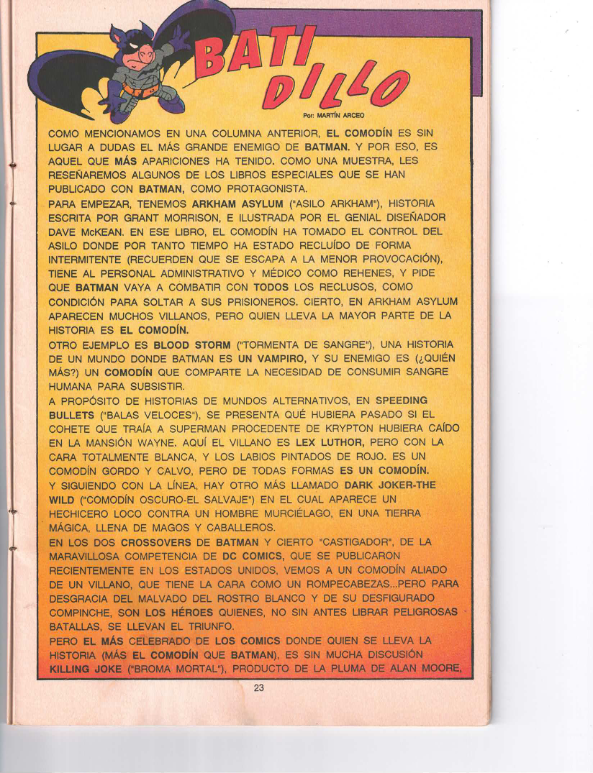 BATI
DILLO
Por: MARTÍN ARCEO
COMO MENCIONAMOS EN UNA COLUMNA ANTERIOR, EL COMODÍN ES SIN
LUGAR A DUDAS EL MÁS GRANDE ENEMIGO DE BATMAN. Y POR ESO, ES
AQUEL QUE MÁS APARICIONES HA TENIDO. COMO UNA MUESTRA, LES
RESEÑAREMOS ALGUNOS DE LOS LIBROS ESPECIALES QUE SE HAN
PUBLICADO CON BATMAN, COMO PROTAGONISTA.
PARA EMPEZAR, TENEMOS ARKHAM ASYLUM ("ASILO ARKHAM"), HISTORIA
ESCRITA POR GRANT MORRISON, E ILUSTRADA POR EL GENIAL DISEÑADOR
DAVE McKEAN. EN ESE LIBRO, EL COMODÍN HA TOMADO EL CONTROL DEL
ASILO DONDE POR TANTO TIEMPO HA ESTADO RECLUÍDO DE FORMA
INTERMITENTE (RECUERDEN QUE SE ESCAPA A LA MENOR PROVOCACIÓN),
TIENE AL PERSONAL ADMINISTRATIVO Y MÉDICO COMO REHENES, Y PIDE
QUE BATMAN VAYA A COMBATIR CON TODOS LOS RECLUSOS, COMO
CONDICIÓN PARA SOLTAR A SUS PRISIONEROS. CIERTO, EN ARKHAM ASYLUM
APARECEN MUCHOS VILLANOS, PERO QUIEN LLEVA LA MAYOR PARTE DE LA
HISTORIA ES EL COMODÍN.
OTRO EJEMPLO ES BLOOD STORM ("TORMENTA DE SANGRE"), UNA HISTORIA
DE UN MUNDO DONDE BATMAN ES UN VAMPIRO, Y SU ENEMIGO ES (¿QUIÉN
MÁS?) UN COMODÍN QUE COMPARTE LA NECESIDAD DE CONSUMIR SANGRE
HUMANA PARA SUBSISTIR.
A PROPÓSITO DE HISTORIAS DE MUNDOS ALTERNATIVOS, EN SPEEDING
BULLETS ("BALAS VELOCES"), SE PRESENTA QUÉ HUBIERA PASADO SI EL
COHETE QUE TRAÍA A SUPERMAN PROCEDENTE DE KRYPTON HUBIERA CAÍDO
EN LA MANSIÓN WAYNE. AQUÍ EL VILLANO ES LEX LUTHOR, PERO CON LA
CARA TOTALMENTE BLANCA, Y LOS LABIOS PINTADOS DE ROJO. ES UN
COMODÍN GORDO Y CALVO, PERO DE TODAS FORMAS ES UN COMODÍN.
Y SIGUIENDO CON LA LÍNEA, HAY OTRO MÁS LLAMADO DARK JOKER-THE
WILD ("COMODÍN OSCURO-EL SALVAJE") EN EL CUAL APARECE UN
HECHICERO LOCO CONTRA UN HOMBRE MURCIÉLAGO, EN UNA TIERRA
MÁGICA, LLENA DE MAGOS Y CABALLEROS.
EN LOS DOS CROSSOVERS DE BATMAN Y CIERTO "CASTIGADOR", DE LA
MARAVILLOSA COMPETENCIA DE DC COMICS, QUE SE PUBLICARON
RECIENTEMENTE EN LOS ESTADOS UNIDOS, VEMOS A UN COMODÍN ALIADO
DE UN VILLANO, QUE TIENE LA CARA COMO UN ROMPECABEZAS...PERO PARA
DESGRACIA DEL MALVADO DEL ROSTRO BLANCO Y DE SU DESFIGURADO
COMPINCHE, SON LOS HÉROES QUIENES, NO SIN ANTES LIBRAR PELIGROSAS
BATALLAS, SE LLEVAN EL TRIUNFO.
PERO EL MÁS CELEBRADO DE LOS COMICS DONDE QUIEN SE LLEVA LA
HISTORIA (MÁS EL COMODÍN QUE BATMAN), ES SIN MUCHA DISCUSIÓN
KILLING JOKE ("BROMA MORTAL"), PRODUCTO DE LA PLUMA DE ALAN MOORE,
23